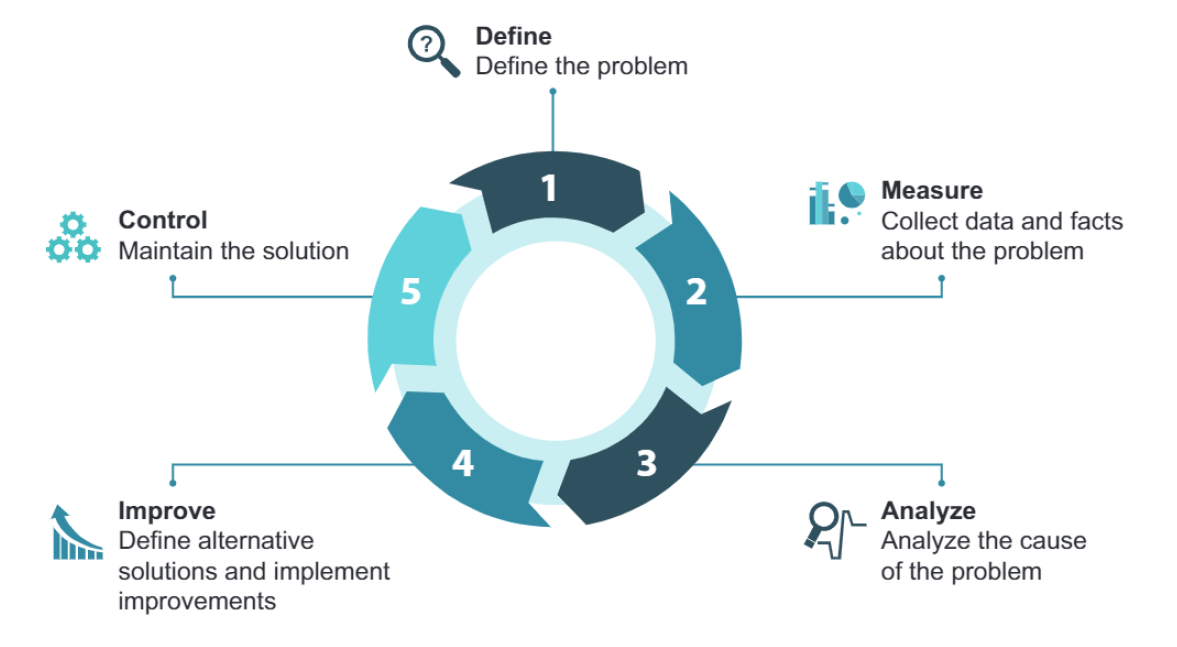 ?
Define
Define the problem
1
Measure
Collect data and facts
about the problem
2
Analyze
Analyze the cause
of the problem
3
Improve
Define alternative
solutions and implement
improvements
4
Control
Maintain the solution
5